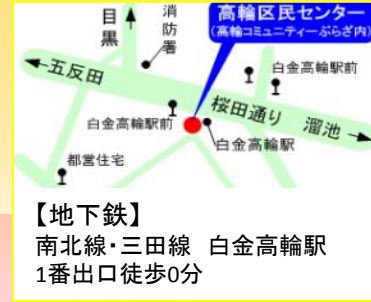 目黒
消防署
高輪区民センター
(高輪コミュニティーぷらざ内)
五反田
白金高輪駅前
桜田通り
溜池
白金高輪駅前
白金高輪駅
都営住宅
【地下鉄】
南北線・三田線 白金高輪駅
1番出口徒歩0分